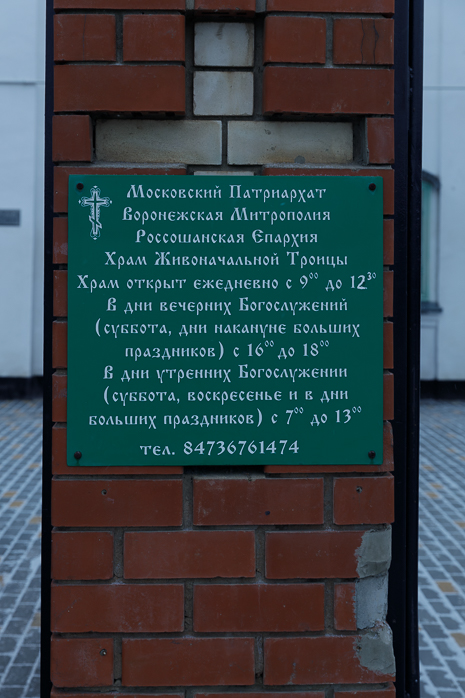 Московский Патриархат
Воронежская Митрополия
Россошанская Епархия
Храм Живоначальной Троицы
Храм открыт ежедневно с 9⁰⁰ до 12³⁰
В дни вечерних Богослужений
(суббота, дни накануне больших
праздников) с 16⁰⁰ до 18⁰⁰
В дни утренних Богослужении
(суббота, воскресенье и в дни
больших праздников) с 7⁰⁰ до 13⁰⁰
тел. 84736761474